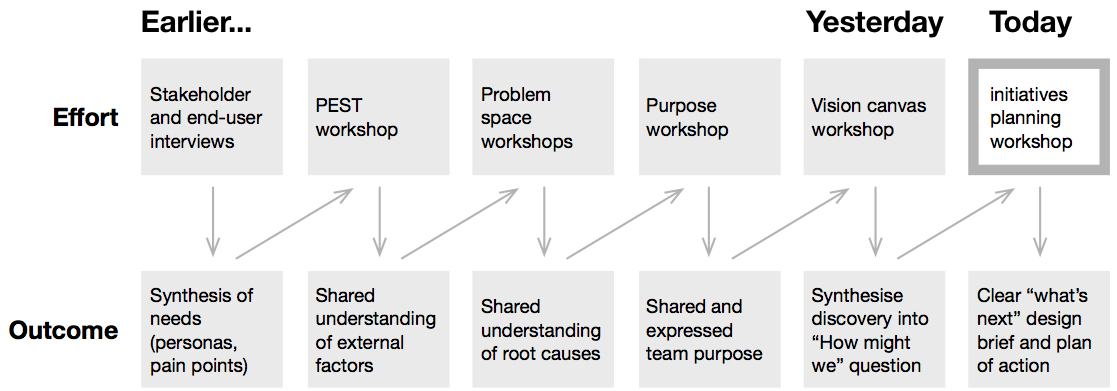 Earlier...
Yesterday
Today
Effort
Stakeholder
and end-user
interviews
PEST
workshop
Problem
space
workshops
Purpose
workshop
Vision canvas
workshop
initiatives
planning
workshop
Outcome
Synthesis of
needs
(personas,
pain points)
Shared
understanding
of external
factors
Shared
understanding
of root causes
Shared and
expressed
team purpose
Synthesise
discovery into
“How might
we” question
Clear “what’s
next” design
brief and plan
of action